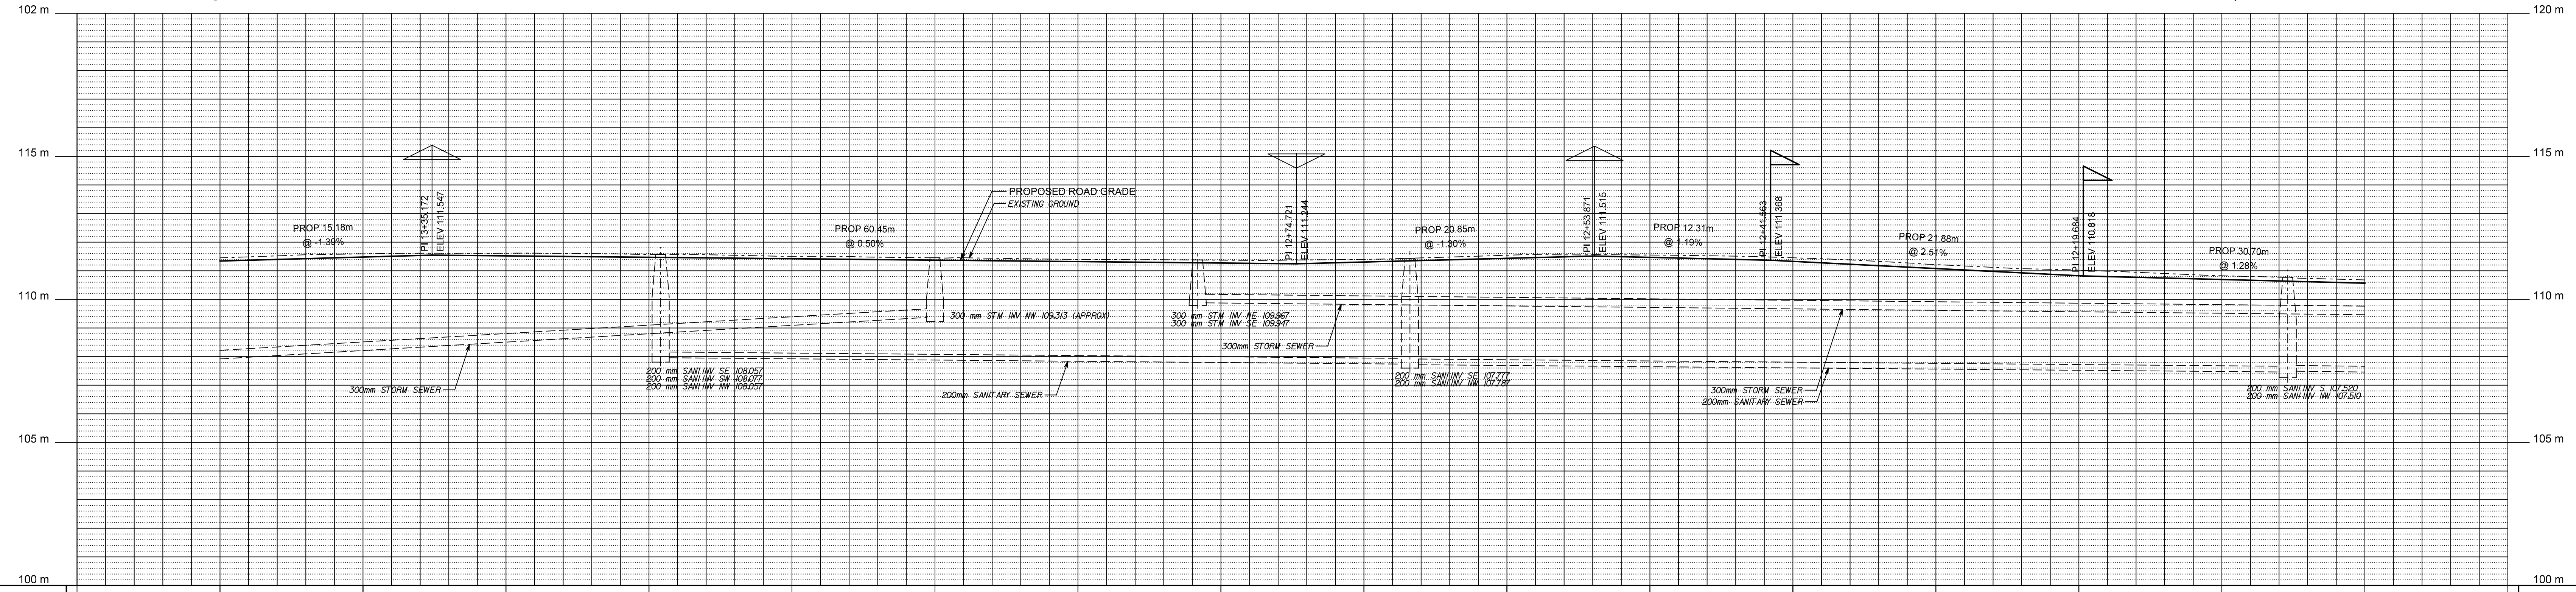 102 m
120 m
115 m
115 m
PI 13+35.172
ELEV 111.547
PROPOSED ROAD GRADE
EXISTING GROUND
PI 12+74.721
ELEV 111.244
PI 12+53.871
ELEV 111.515
PI 12+41.563
ELEV 111.368
PI 12+19.684
ELEV 110.818
PROP 15.18m
@ -1.39%
PROP 60.45m
@ 0.50%
PROP 20.85m
@ -1.30%
PROP 12.31m
@ 1.19%
PROP 21.88m
@ 2.51%
PROP 30.70m
@ 1.28%
110 m
110 m
300 mm STM INV NW 109.313 (APPROX)
300 mm STM INV NE 109.967
300 mm STM INV SE 109.947
300mm STORM SEWER
200 mm SANI INV SE 108.057
200 mm SANI INV SW 108.077
200 mm SANI INV NW 108.057
300mm STORM SEWER
200mm SANITARY SEWER
200 mm SANI INV SE 107.777
200 mm SANI INV NW 107.787
300mm STORM SEWER
200mm SANITARY SEWER
200 mm SANI INV S 107.520
200 mm SANI INV NW 107.510
105 m
105 m
100 m
100 m